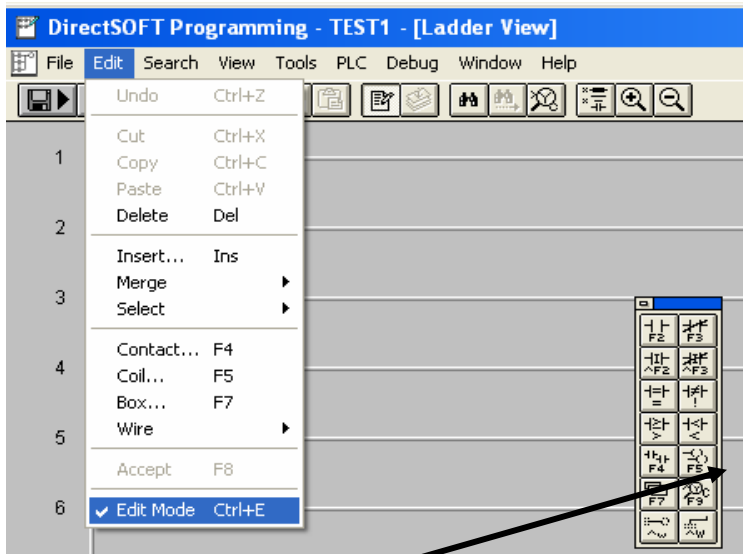 DirectSOFT Programming - TEST1 - [Ladder View]
File Edit Search View Tools PLC Debug Window Help
Undo Ctrl+Z
Cut Ctrl+X
Copy Ctrl+C
Paste Ctrl+V
Delete Del
Insert... Ins
Merge
Select
Contact... F4
Coil... F5
Box... F7
Wire
Accept F8
Edit Mode Ctrl+E
1
2
3
4
5
6
F2 F3
^F2 ^F3
= !
> <
F4 F5
F7 F9
^w ^W